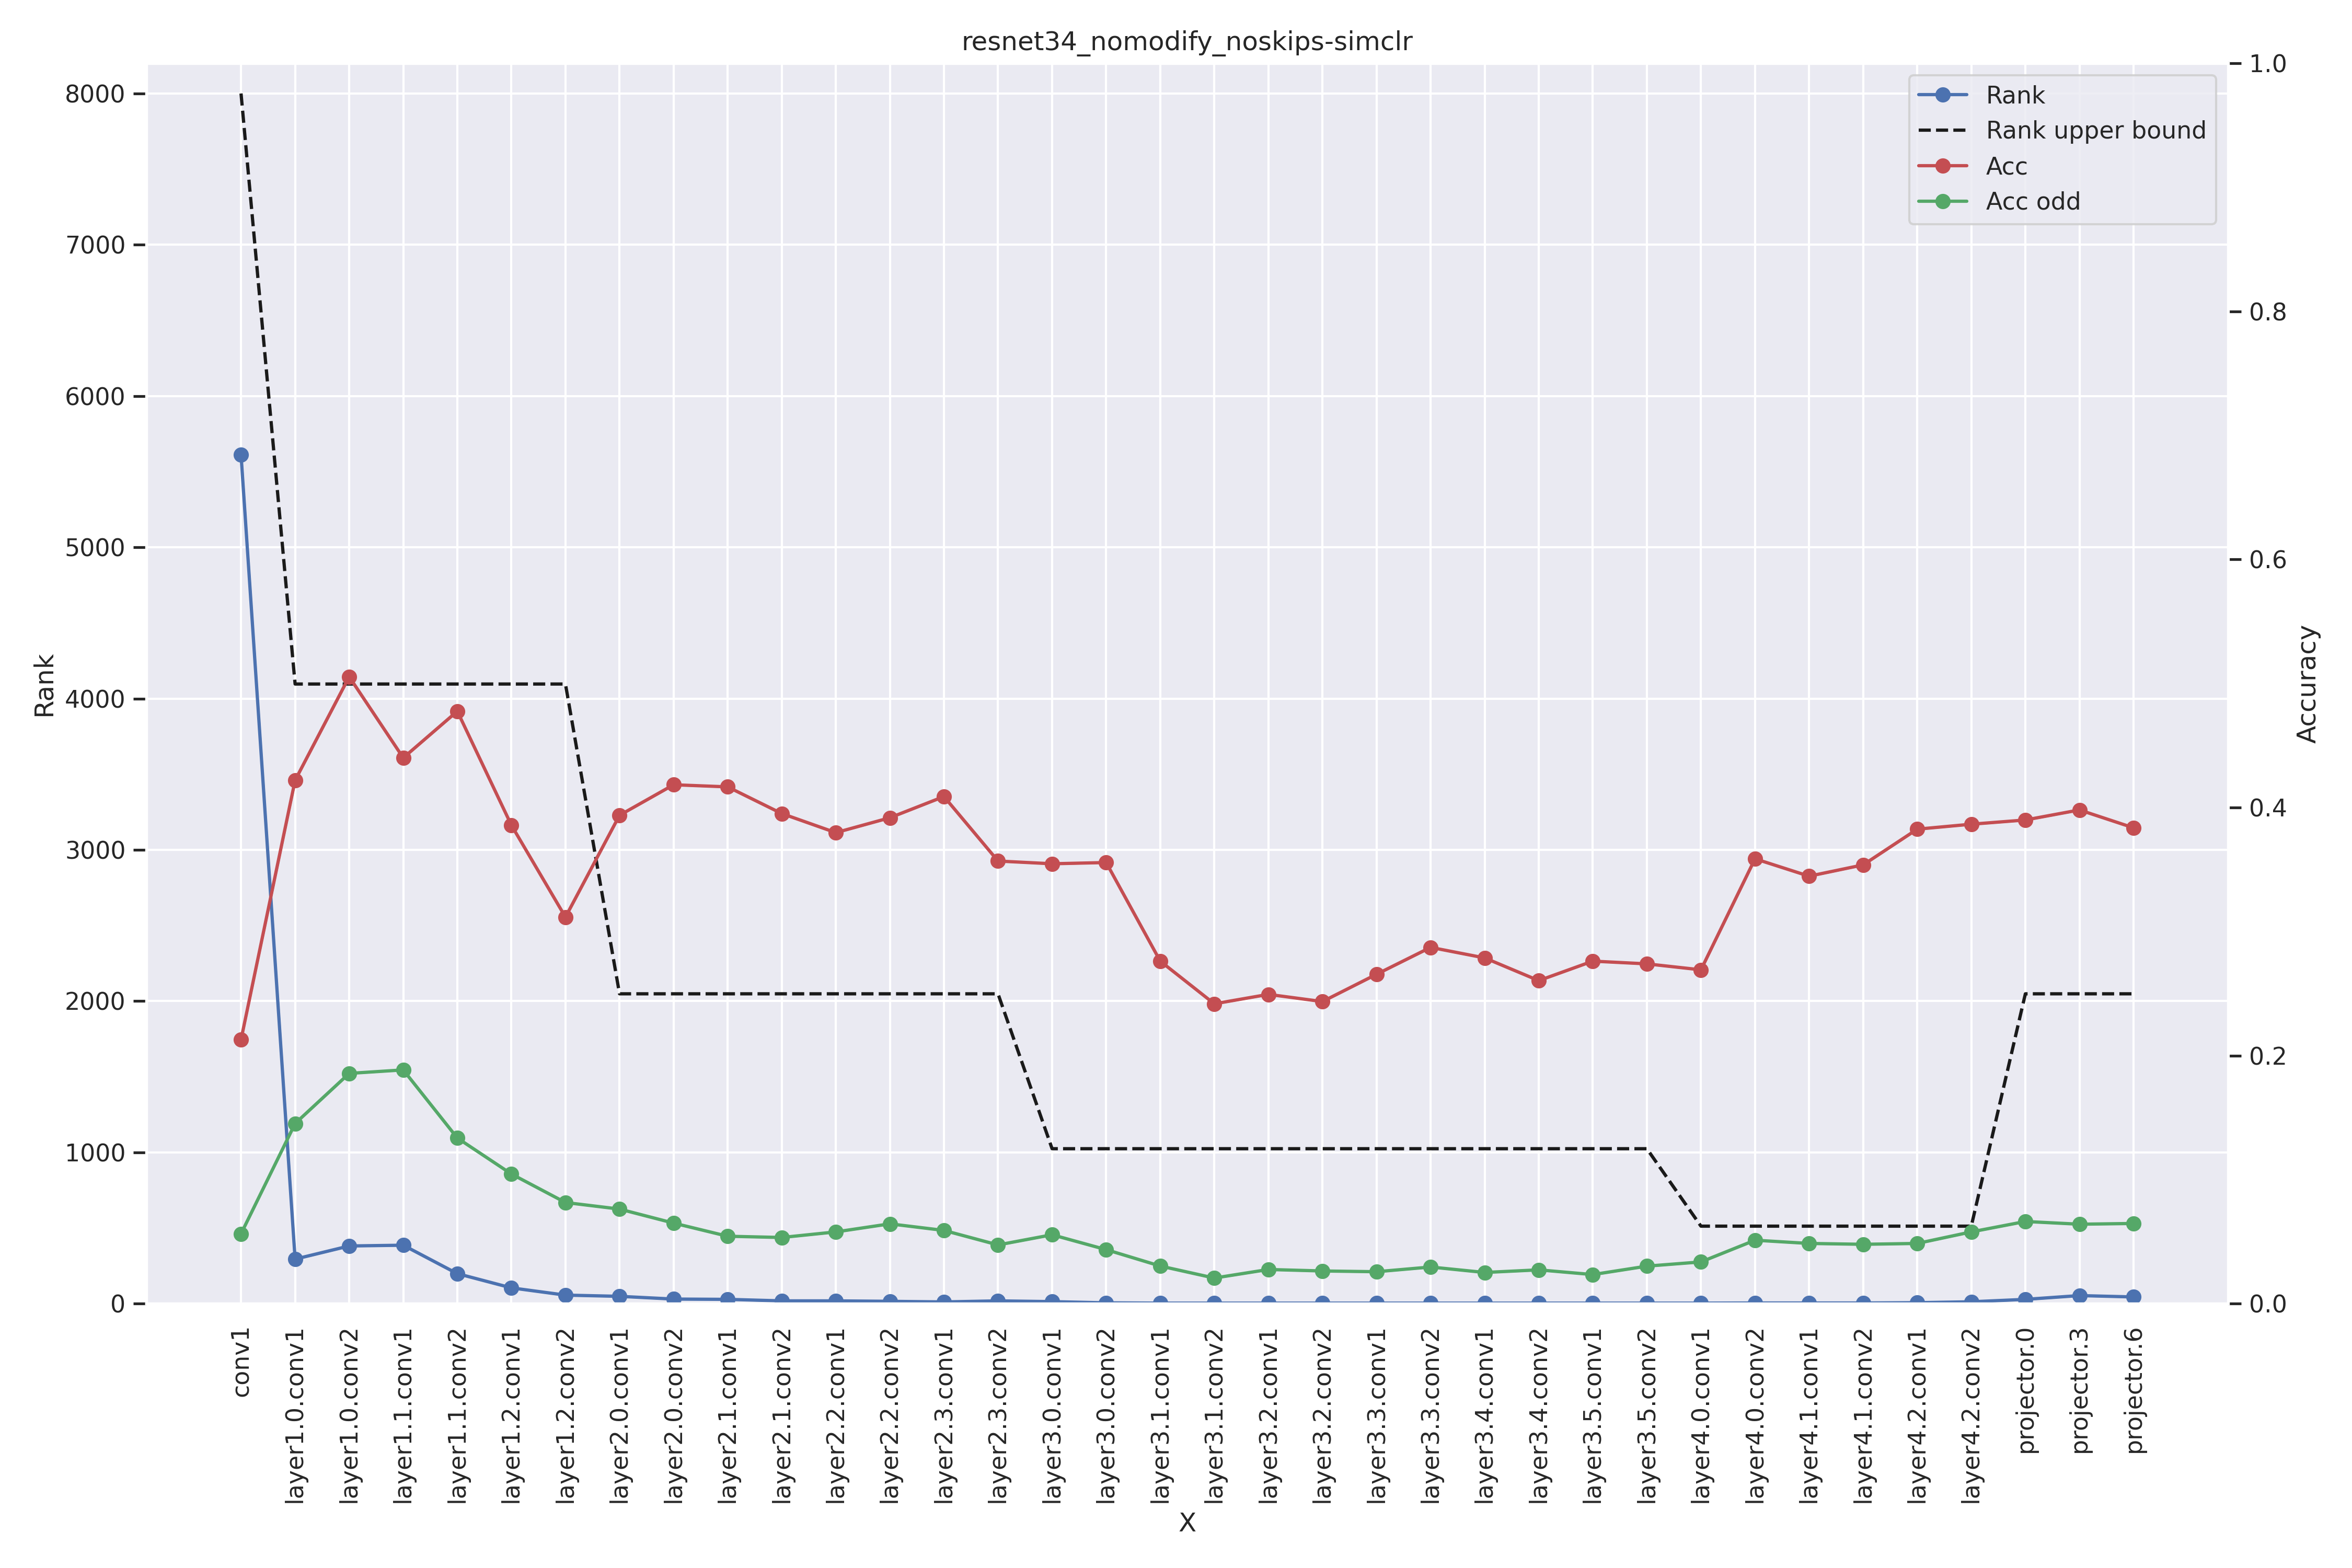 resnet34_nomodify_noskips-simclr
Rank
Rank upper bound
Acc
Acc odd
8000
7000
6000
5000
4000
3000
2000
1000
0
Rank
1.0
0.8
0.6
0.4
0.2
0.0
Accuracy
conv1
layer1.0.conv1
layer1.0.conv2
layer1.1.conv1
layer1.1.conv2
layer1.2.conv1
layer1.2.conv2
layer2.0.conv1
layer2.0.conv2
layer2.1.conv1
layer2.1.conv2
layer2.2.conv1
layer2.2.conv2
layer2.3.conv1
layer2.3.conv2
layer3.0.conv1
layer3.0.conv2
layer3.1.conv1
layer3.1.conv2
layer3.2.conv1
layer3.2.conv2
layer3.3.conv1
layer3.3.conv2
layer3.4.conv1
layer3.4.conv2
layer3.5.conv1
layer3.5.conv2
layer4.0.conv1
layer4.0.conv2
layer4.1.conv1
layer4.1.conv2
layer4.2.conv1
layer4.2.conv2
projector.0
projector.3
projector.6
X